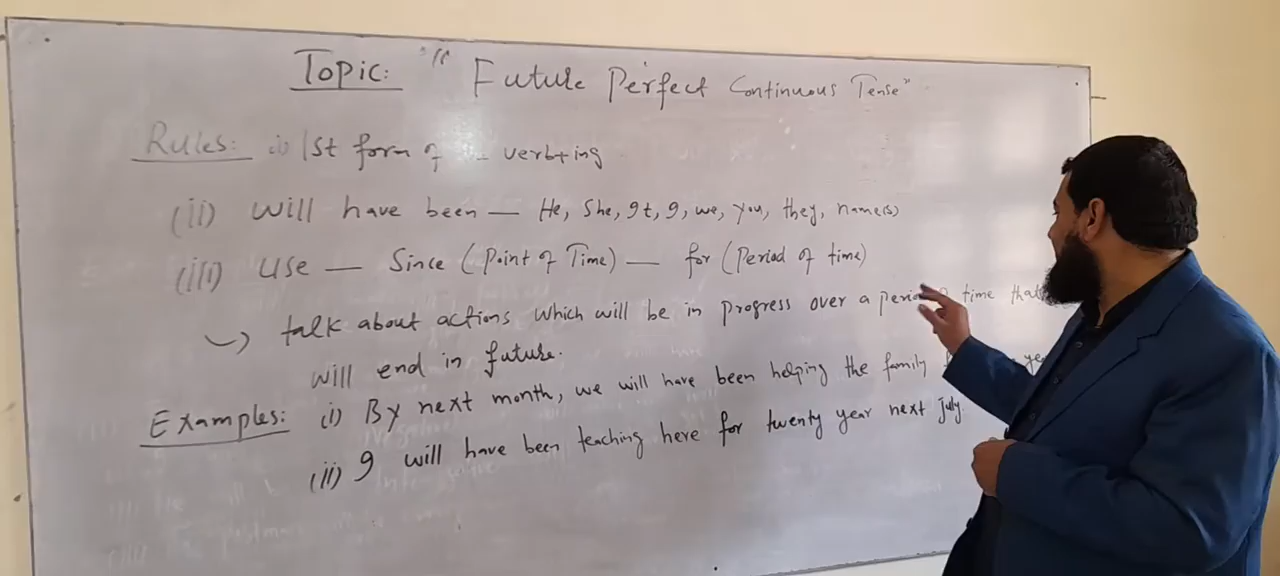 Topic: " Future Perfect Continuous Tense"
Rules: (i) 1st form of verb+ing
(ii) will have been — He, She, It, I, we, you, they, name(s)
(iii) Use — Since (Point of Time) — for (Period of time)
talk about actions which will be in progress over a period time that
will end in future.
Examples: (i) By next month, we will have been helping the family
(ii) I will have been teaching here for twenty year next July.